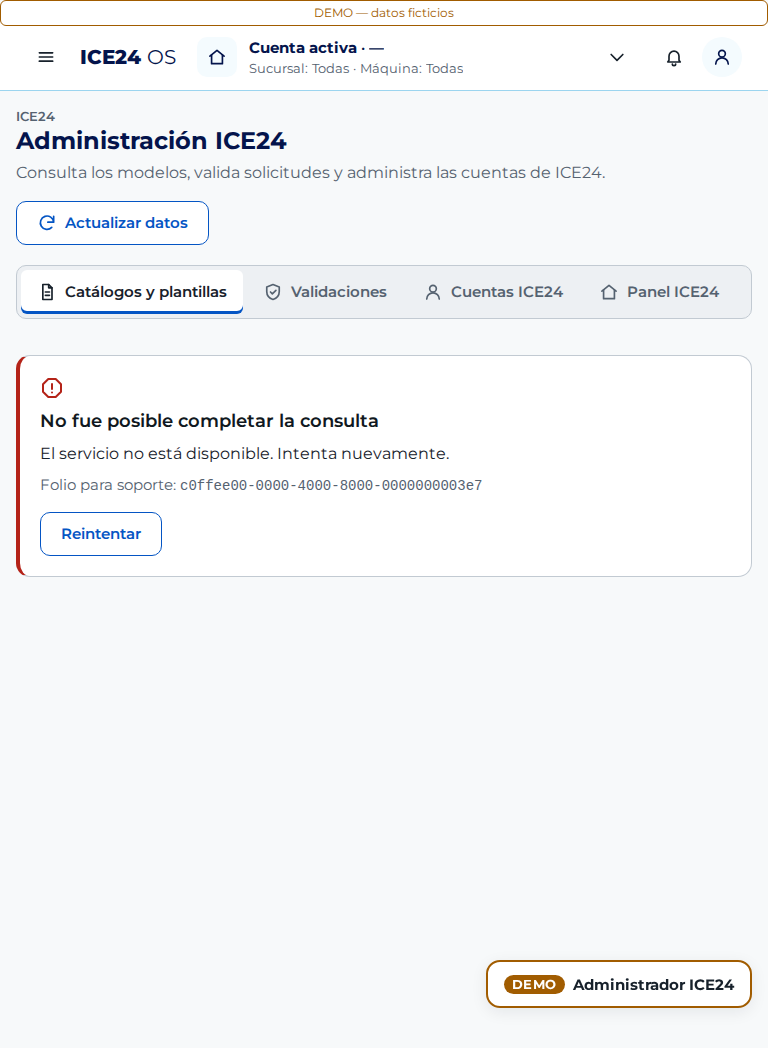 DEMO — datos ficticios
ICE24 OS
Cuenta activa · —
Sucursal: Todas · Máquina: Todas
ICE24
Administración ICE24
Consulta los modelos, valida solicitudes y administra las cuentas de ICE24.
Actualizar datos
Catálogos y plantillas
Validaciones
Cuentas ICE24
Panel ICE24
No fue posible completar la consulta
El servicio no está disponible. Intenta nuevamente.
Folio para soporte: c0ffee00-0000-4000-8000-0000000003e7
Reintentar
DEMO Administrador ICE24